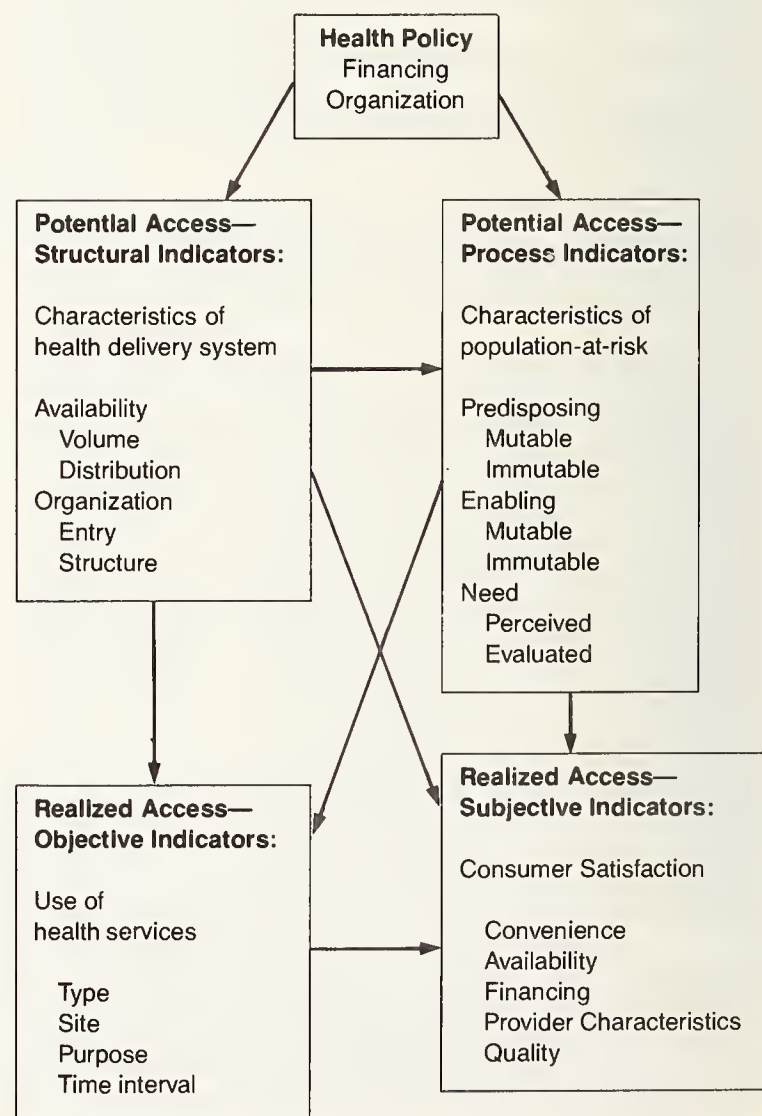 Health Policy
Financing
Organization
Potential Access—
Structural Indicators:
Characteristics of
health delivery system
Availability
Volume
Distribution
Organization
Entry
Structure
Potential Access—
Process Indicators:
Characteristics of
population-at-risk
Predisposing
Mutable
Immutable
Enabling
Mutable
Immutable
Need
Perceived
Evaluated
Realized Access—
Objective Indicators:
Use of
health services
Type
Site
Purpose
Time interval
Realized Access—
Subjective Indicators:
Consumer Satisfaction
Convenience
Availability
Financing
Provider Characteristics
Quality